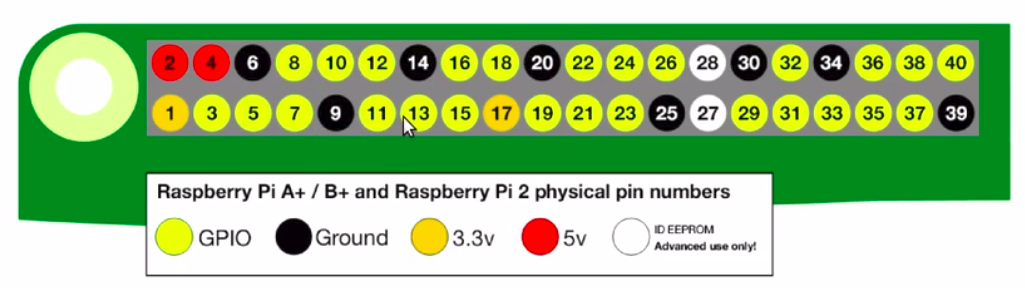 2 4 6 8 10 12 14 16 18 20 22 24 26 28 30 32 34 36 38 40
1 3 5 7 9 11 13 15 17 19 21 23 25 27 29 31 33 35 37 39
Raspberry Pi A+ / B+ and Raspberry Pi 2 physical pin numbers
GPIO Ground 3.3v 5v ID EEPROM
Advanced use only!